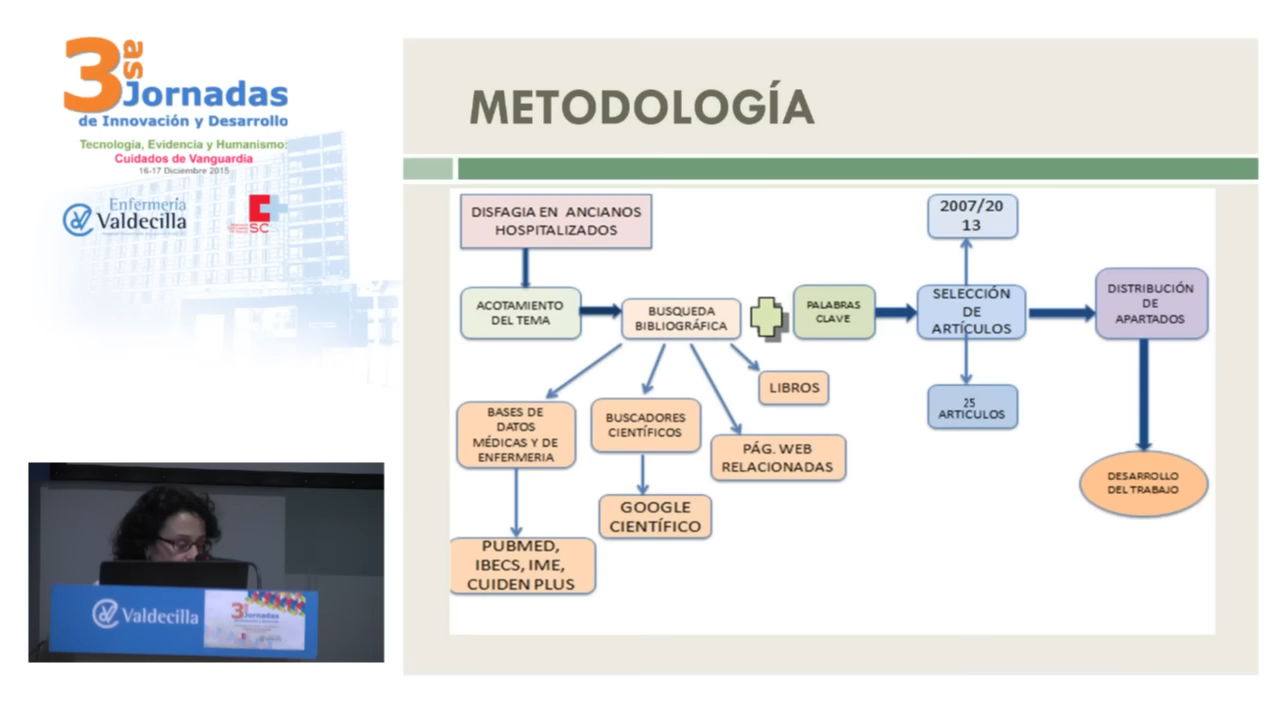 3as
Jornadas
de Innovación y Desarrollo
Tecnología, Evidencia y Humanismo:
Cuidados de Vanguardia
16-17 Diciembre 2015
Enfermería
Valdecilla
SC
METODOLOGÍA
DISFAGIA EN ANCIANOS
HOSPITALIZADOS
2007/20
13
ACOTAMIENTO
DEL TEMA
BUSQUEDA
BIBLIOGRÁFICA
PALABRAS
CLAVE
SELECCIÓN
DE
ARTÍCULOS
DISTRIBUCIÓN
DE
APARTADOS
LIBROS
25
ARTICULOS
BASES DE
DATOS
MÉDICAS Y DE
ENFERMERIA
BUSCADORES
CIENTÍFICOS
PÁG. WEB
RELACIONADAS
DESARROLLO
DEL TRABAJO
GOOGLE
CIENTÍFICO
PUBMED,
IBECS, IME,
CUIDEN PLUS
Valdecilla
3as
Jornadas